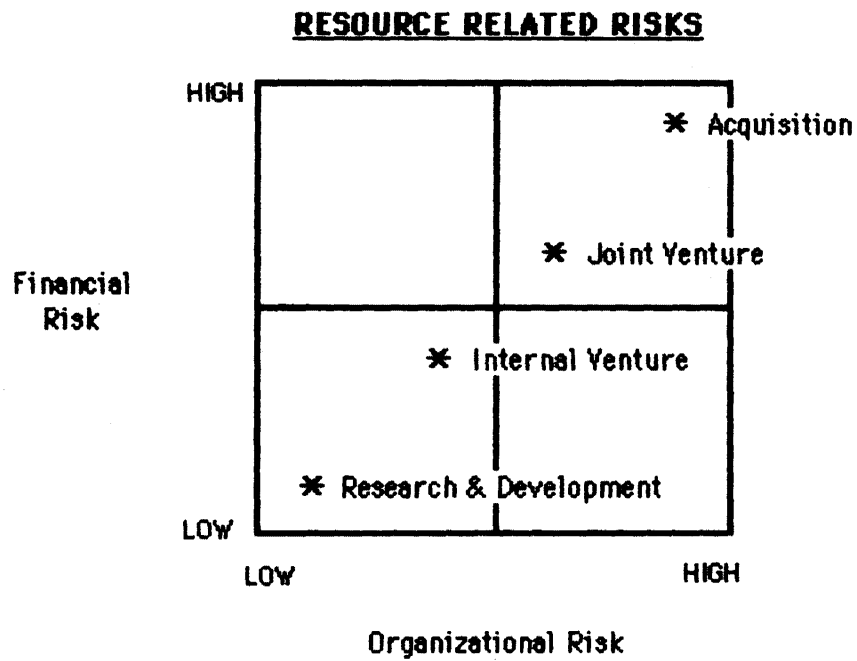 RESOURCE RELATED RISKS
HIGH
* Acquisition
* Joint Venture
Financial
Risk
* Internal Venture
* Research & Development
LOW
LOW
HIGH
Organizational Risk